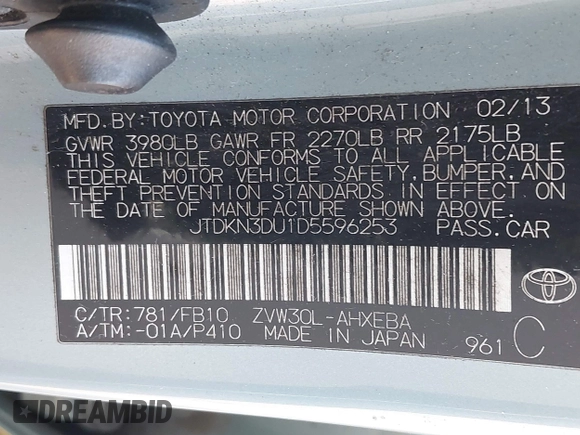 MFD.BY:TOYOTA MOTOR CORPORATION 02/13
GVWR 3980LB GAWR FR 2270LB RR 2175LB
THIS VEHICLE CONFORMS TO ALL APPLICABLE
FEDERAL MOTOR VEHICLE SAFETY, BUMPER, AND
THEFT PREVENTION STANDARDS IN EFFECT ON
THE DATE OF MANUFACTURE SHOWN ABOVE.
JTDKN3DU1D5596253 PASS.CAR
C/TR:781/FB10 ZVW30L-AHXEBA
A/TM:-01A/P410 MADE IN JAPAN 961 C
TOYOTA
DREAMBID